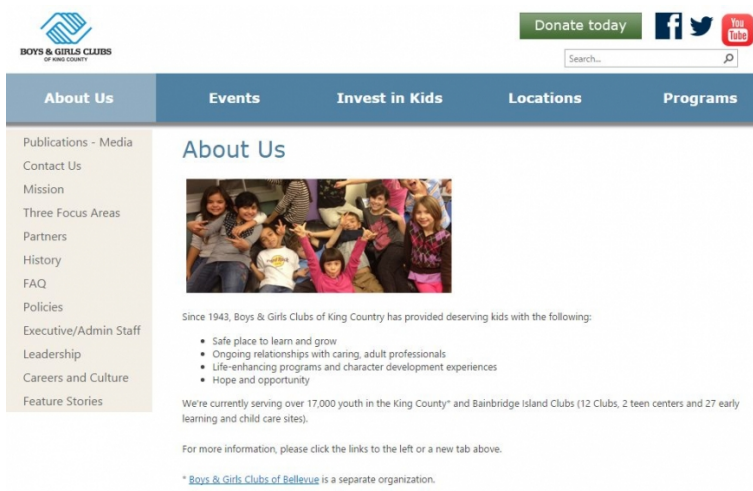 Donate today
You
Tube
BOYS & GIRLS CLUBS
OF KING COUNTY
Search...
About Us
Events
Invest in Kids
Locations
Programs
Publications - Media
Contact Us
Mission
Three Focus Areas
Partners
History
FAQ
Policies
Executive/Admin Staff
Leadership
Careers and Culture
Feature Stories
About Us
Since 1943, Boys & Girls Clubs of King Country has provided deserving kids with the following:
• Safe place to learn and grow
• Ongoing relationships with caring, adult professionals
• Life-enhancing programs and character development experiences
• Hope and opportunity
We're currently serving over 17,000 youth in the King County* and Bainbridge Island Clubs (12 Clubs, 2 teen centers and 27 early
learning and child care sites).
For more information, please click the links to the left or a new tab above.
* Boys & Girls Clubs of Bellevue is a separate organization.